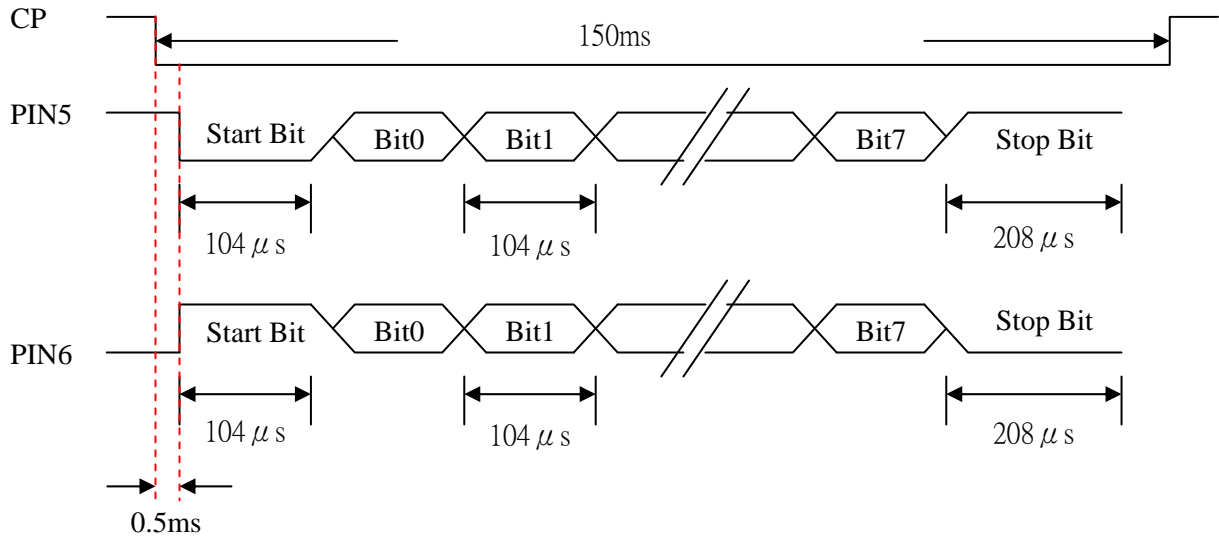 CP
150ms
PIN5
Start Bit Bit0 Bit1 Bit7 Stop Bit
104μs 104μs 208μs
PIN6
Start Bit Bit0 Bit1 Bit7 Stop Bit
104μs 104μs 208μs
0.5ms